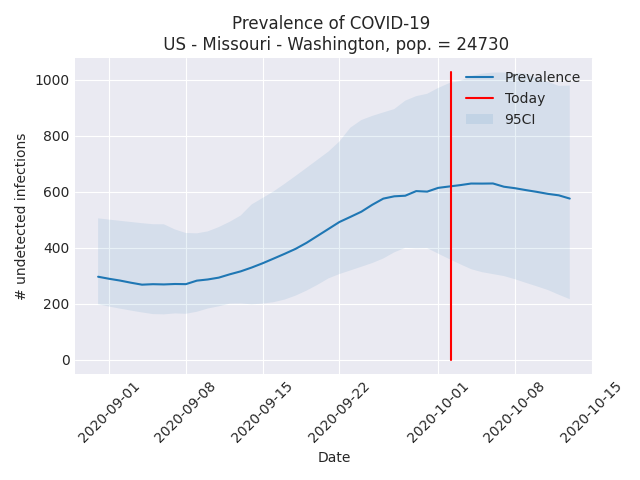 Prevalence of COVID-19
US - Missouri - Washington, pop. = 24730
# undetected infections
1000
800
600
400
200
0
Prevalence
Today
95CI
2020-09-01
2020-09-08
2020-09-15
2020-09-22
2020-10-01
2020-10-08
2020-10-15
Date